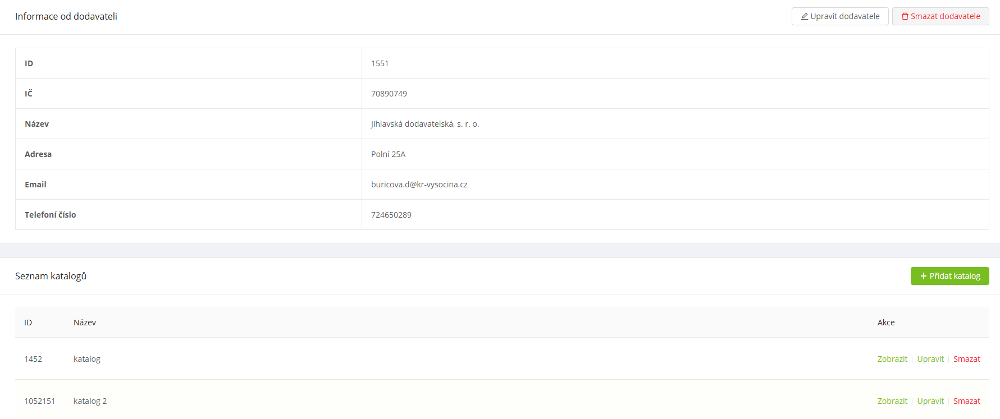 Informace od dodavateli
Upravit dodavatele
Smazat dodavatele
ID 1551
IČ 70890749
Název Jihlavská dodavatelská, s. r. o.
Adresa Polní 25A
Email buricova.d@kr-vysocina.cz
Telefoní číslo 724650289
Seznam katalogů
Přidat katalog
ID Název Akce
1452 katalog Zobrazit Upravit Smazat
1052151 katalog 2 Zobrazit Upravit Smazat